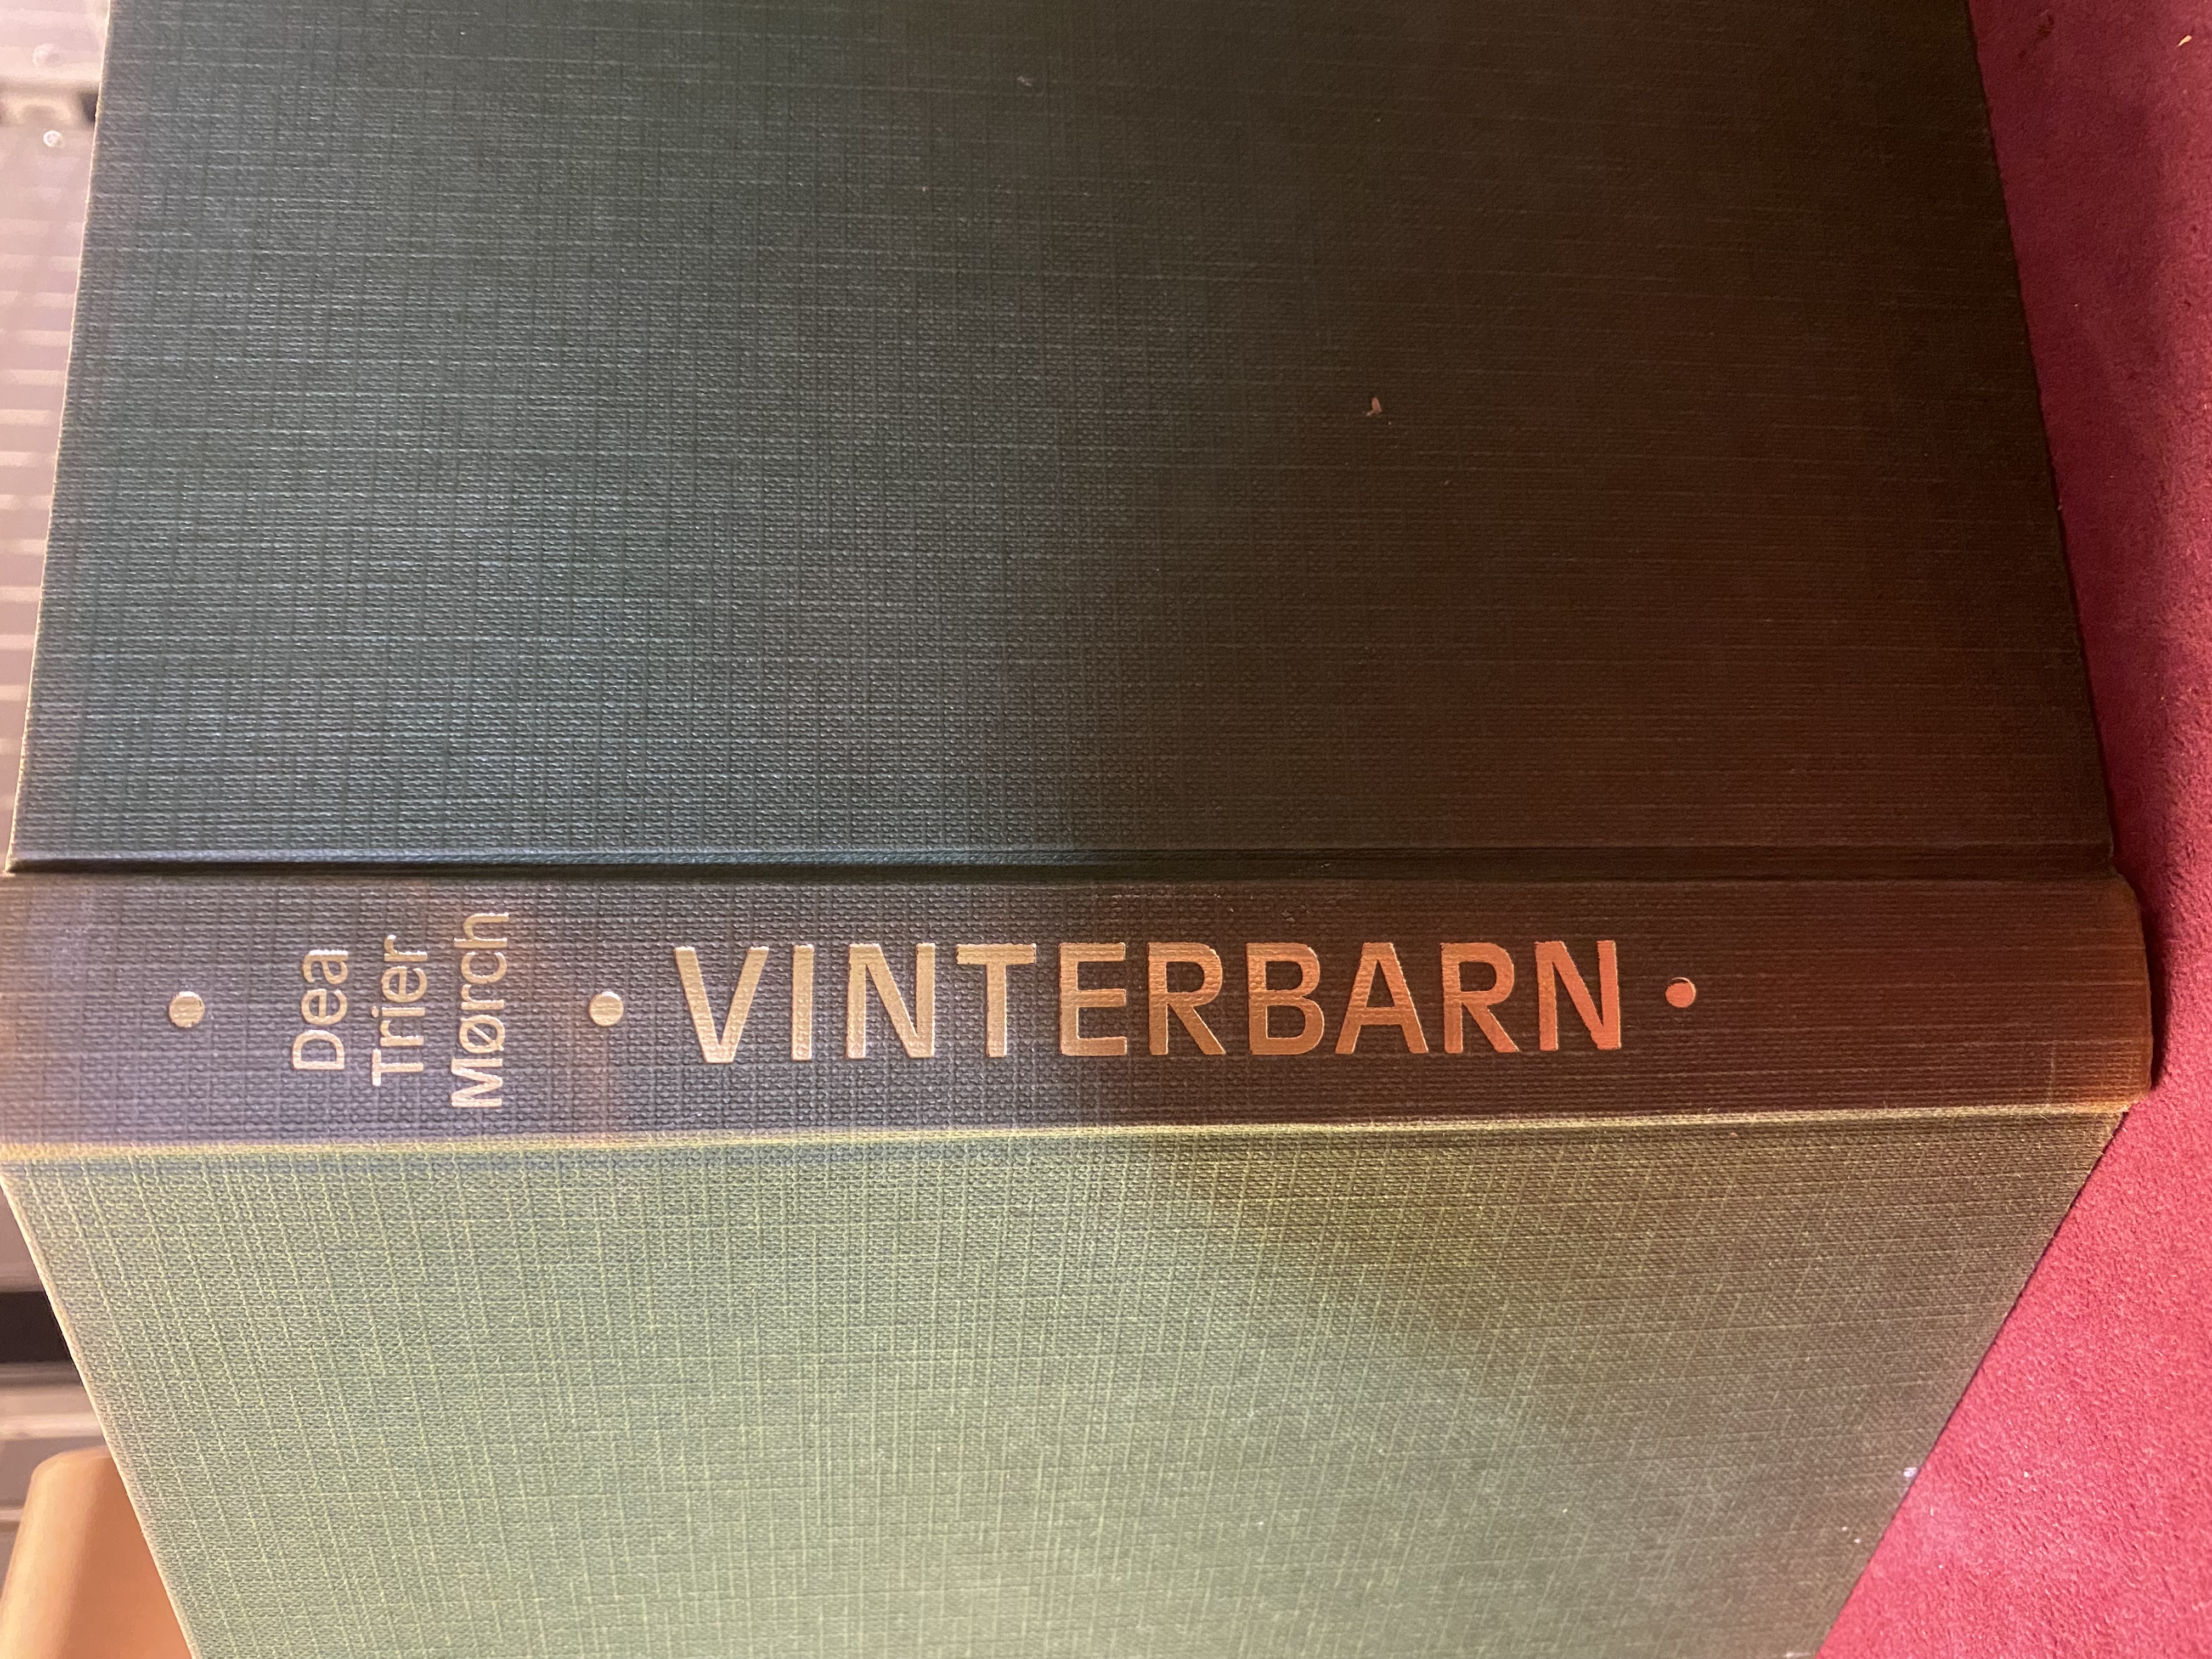 Dea
Trier
Mørch
• VINTERBARN •